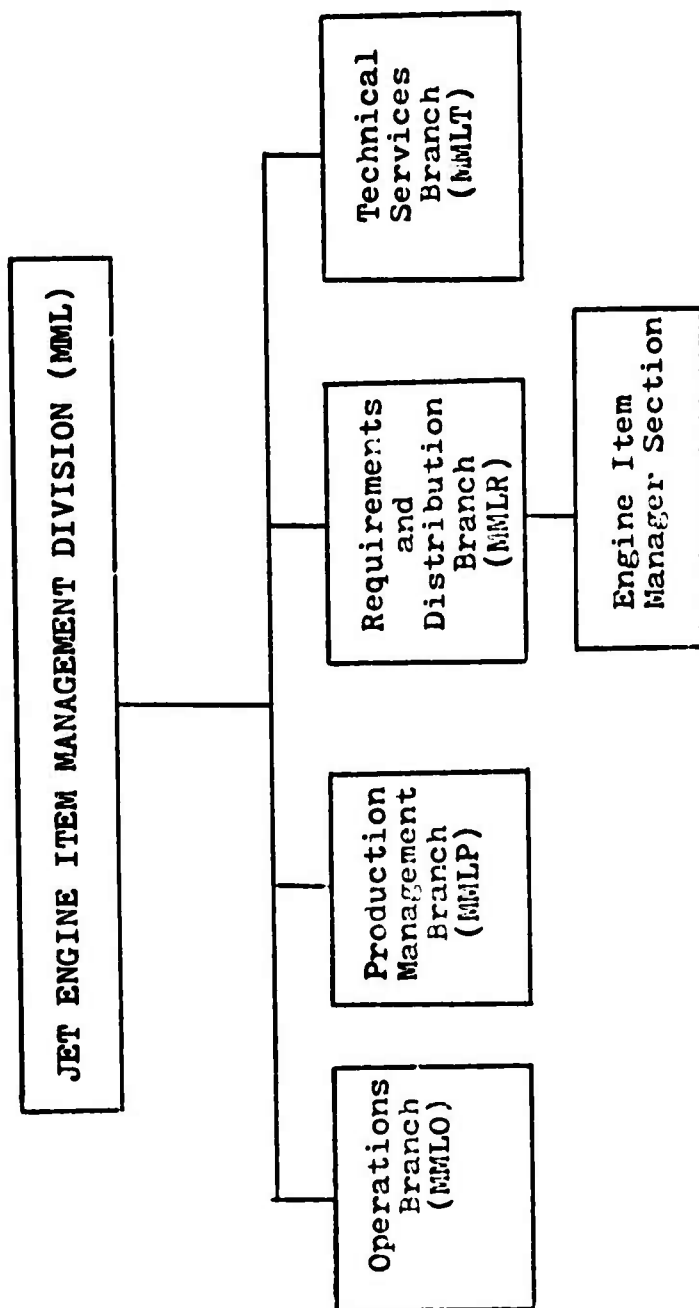 JET ENGINE ITEM MANAGEMENT DIVISION (MML)
Operations
Branch
(MMLO)
Production
Management
Branch
(MMLP)
Requirements
and
Distribution
Branch
(MMLR)
Technical
Services
Branch
(MMLT)
Engine Item
Manager Section